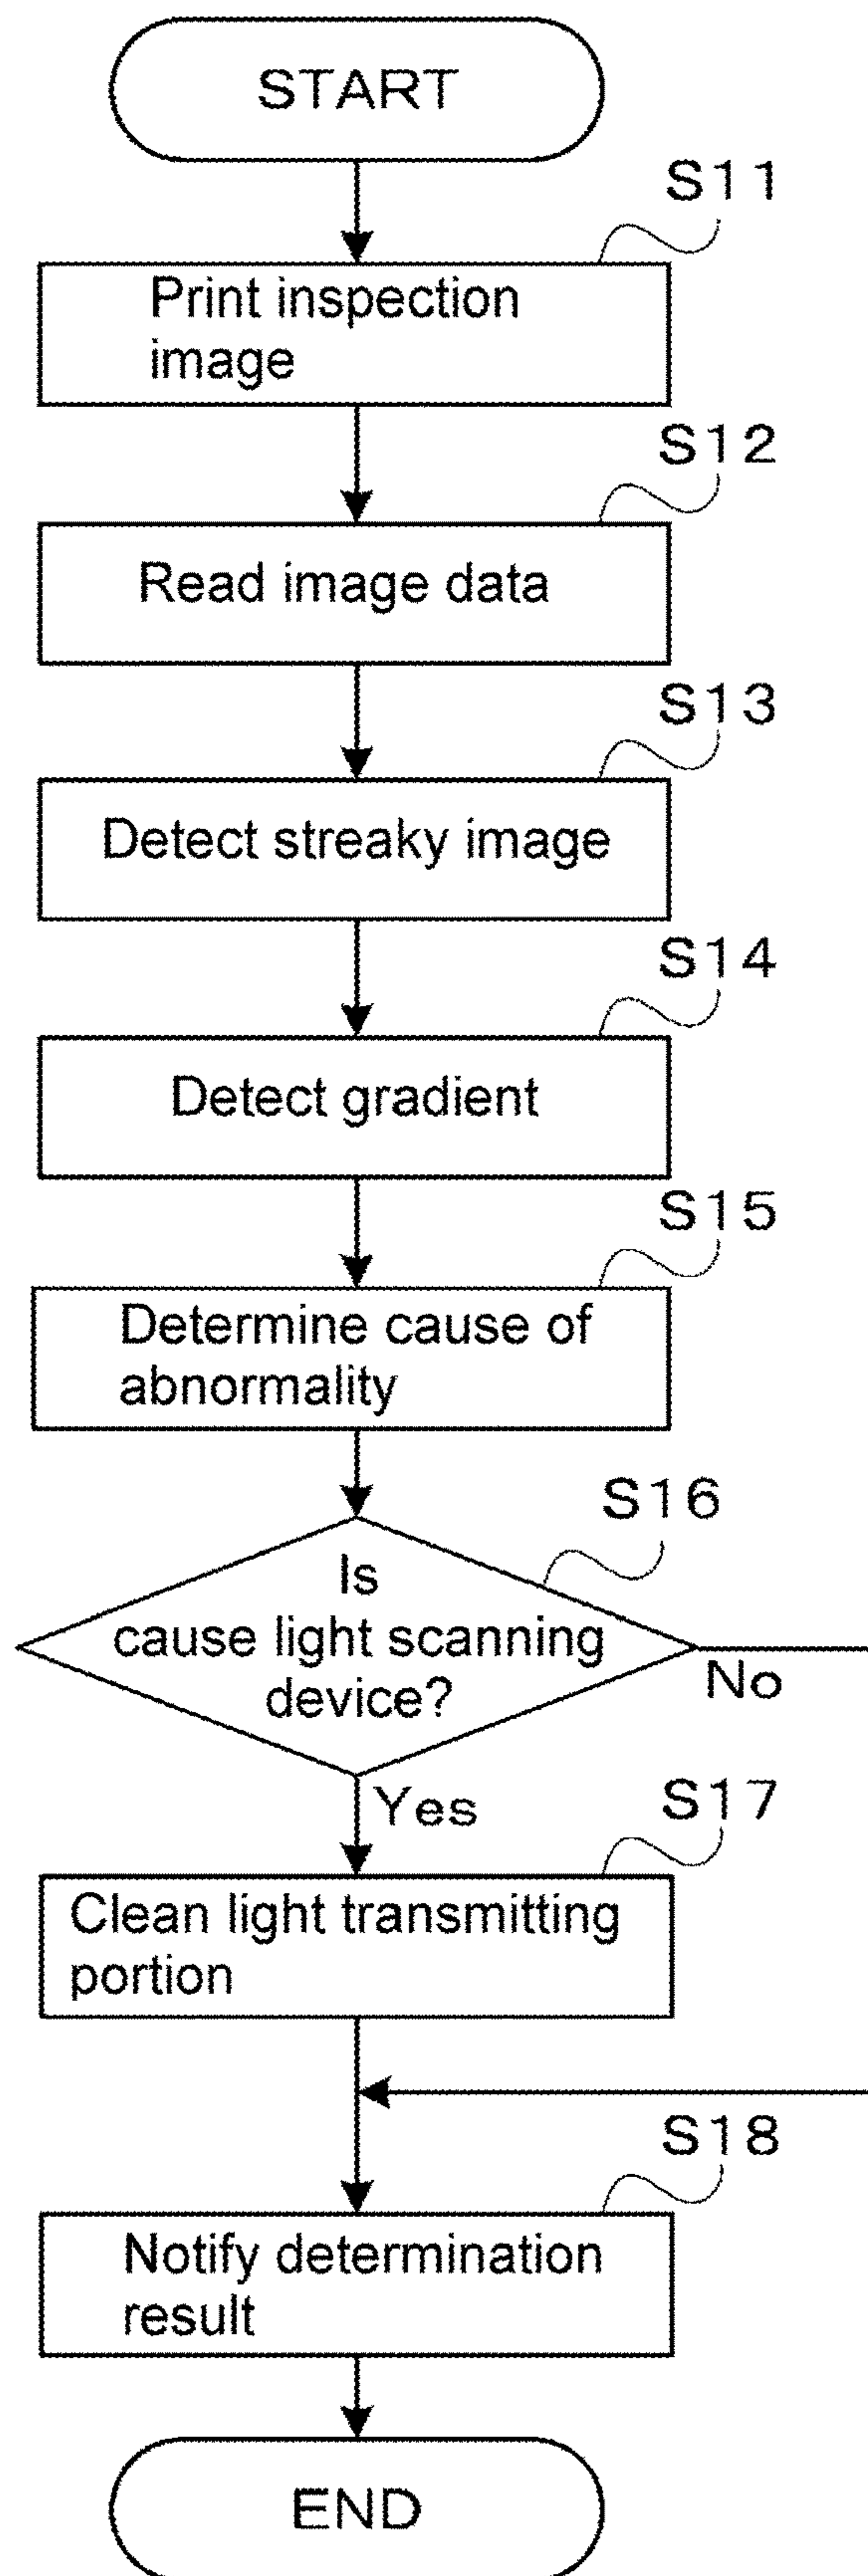 START
S11
Print inspection
image
S12
Read image data
S13
Detect streaky image
S14
Detect gradient
S15
Determine cause of
abnormality
S16
Is
cause light scanning
device?
No
Yes
S17
Clean light transmitting
portion
S18
Notify determination
result
END